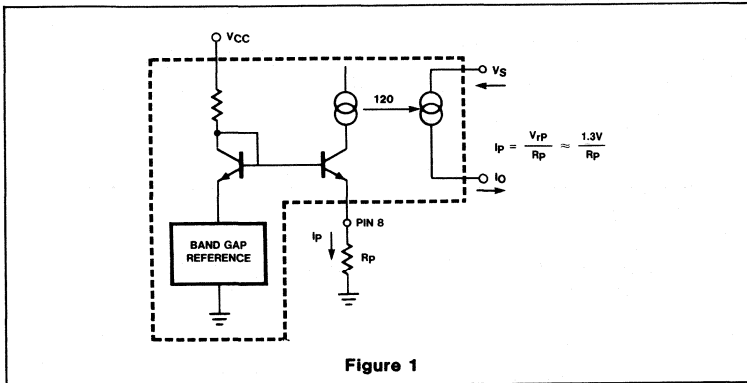 VCC
VS
120
IP = VrP / RP ≈ 1.3V / RP
IO
PIN 8
IP
RP
BAND GAP
REFERENCE
Figure 1